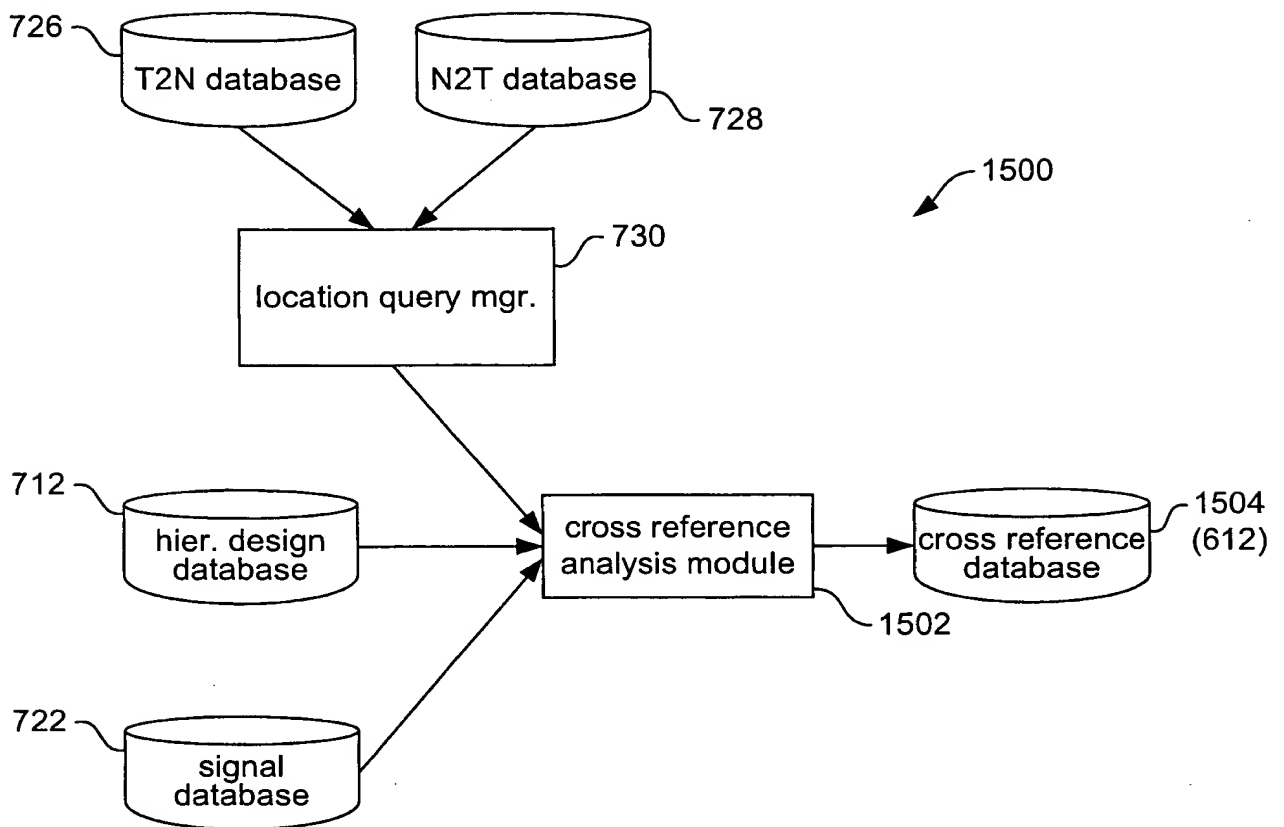 726
T2N database
N2T database
728
1500
730
location query mgr.
712
hier. design
database
cross reference
analysis module
1502
cross reference
database
1504
(612)
722
signal
database